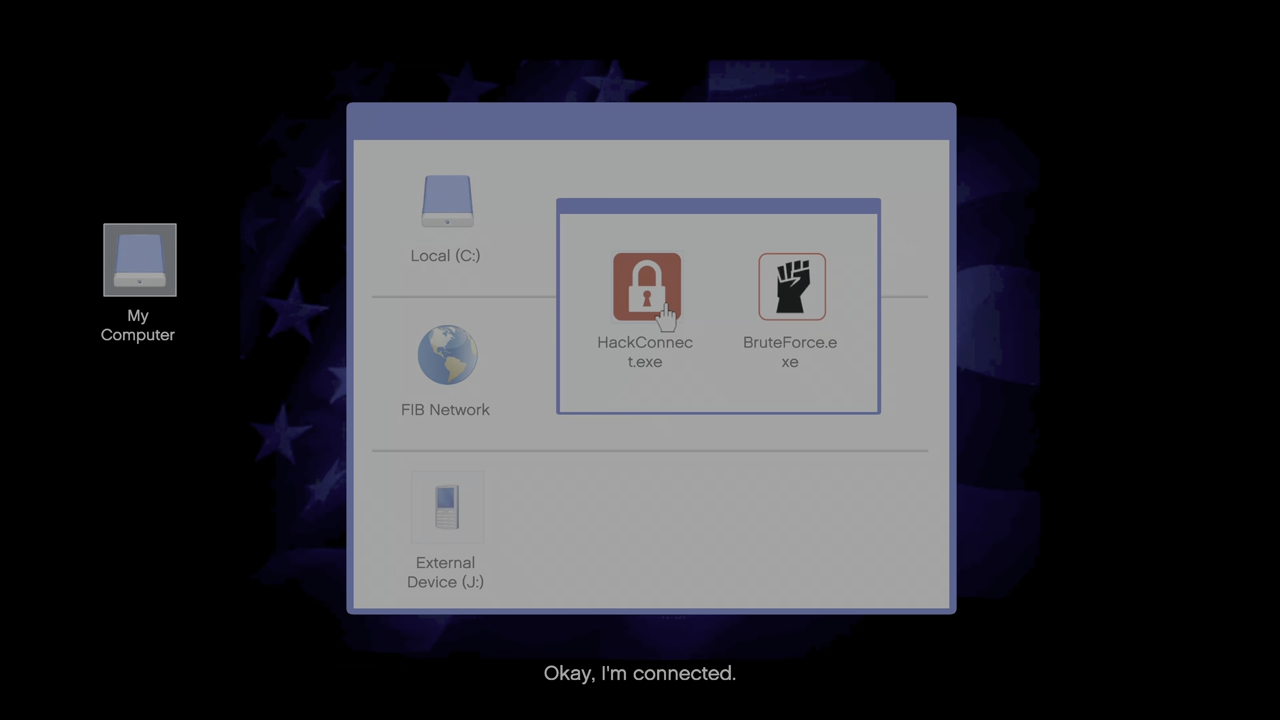 My
Computer
Local (C:)
HackConnec
t.exe
BruteForce.e
xe
FIB Network
External
Device (J:)
Okay, I'm connected.